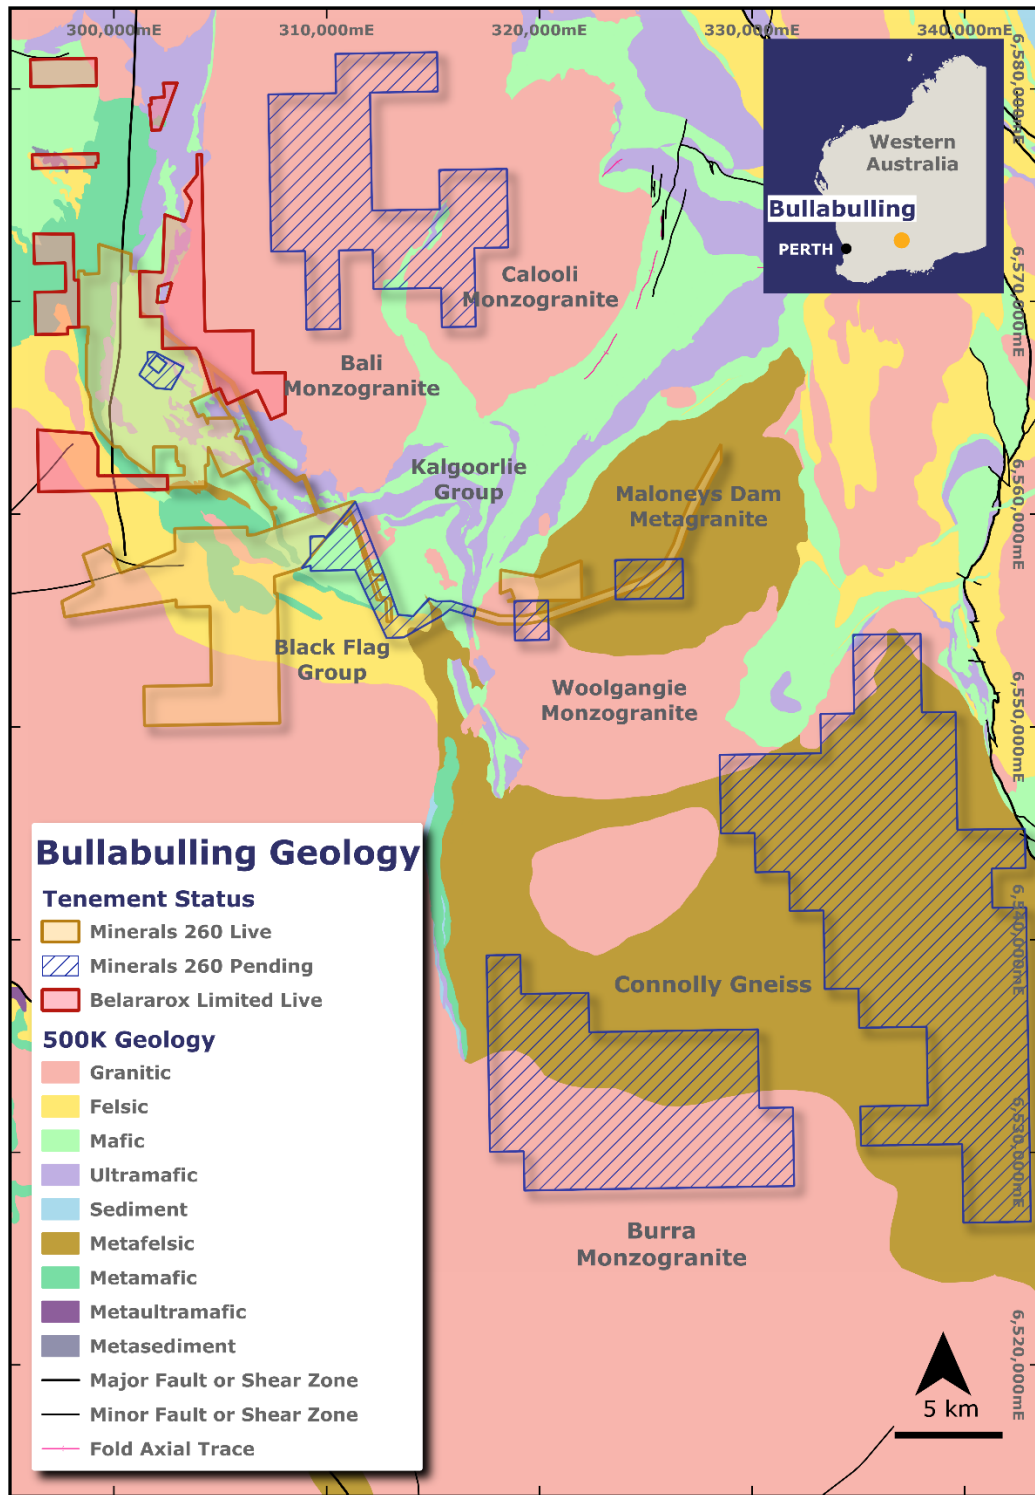 300,000mE
310,000mE
320,000mE
330,000mE
340,000mE
6,580,000mE
Western
Australia
Bullabulling
PERTH
6,570,000mE
Calooli
Monzogranite
Bali
Monzogranite
Kalgoorlie
Group
Maloneys Dam
Metagranite
6,560,000mE
Black Flag
Group
Woolgangie
Monzogranite
6,550,000mE
Bullabulling Geology
Tenement Status
Minerals 260 Live
Minerals 260 Pending
Belararox Limited Live
500K Geology
Granitic
Felsic
Mafic
Ultramafic
Sediment
Metafelsic
Metamafic
Metaultramafic
Metasediment
Major Fault or Shear Zone
Minor Fault or Shear Zone
Fold Axial Trace
6,540,000mE
Connolly Gneiss
6,530,000mE
Burra
Monzogranite
6,520,000mE
5 km